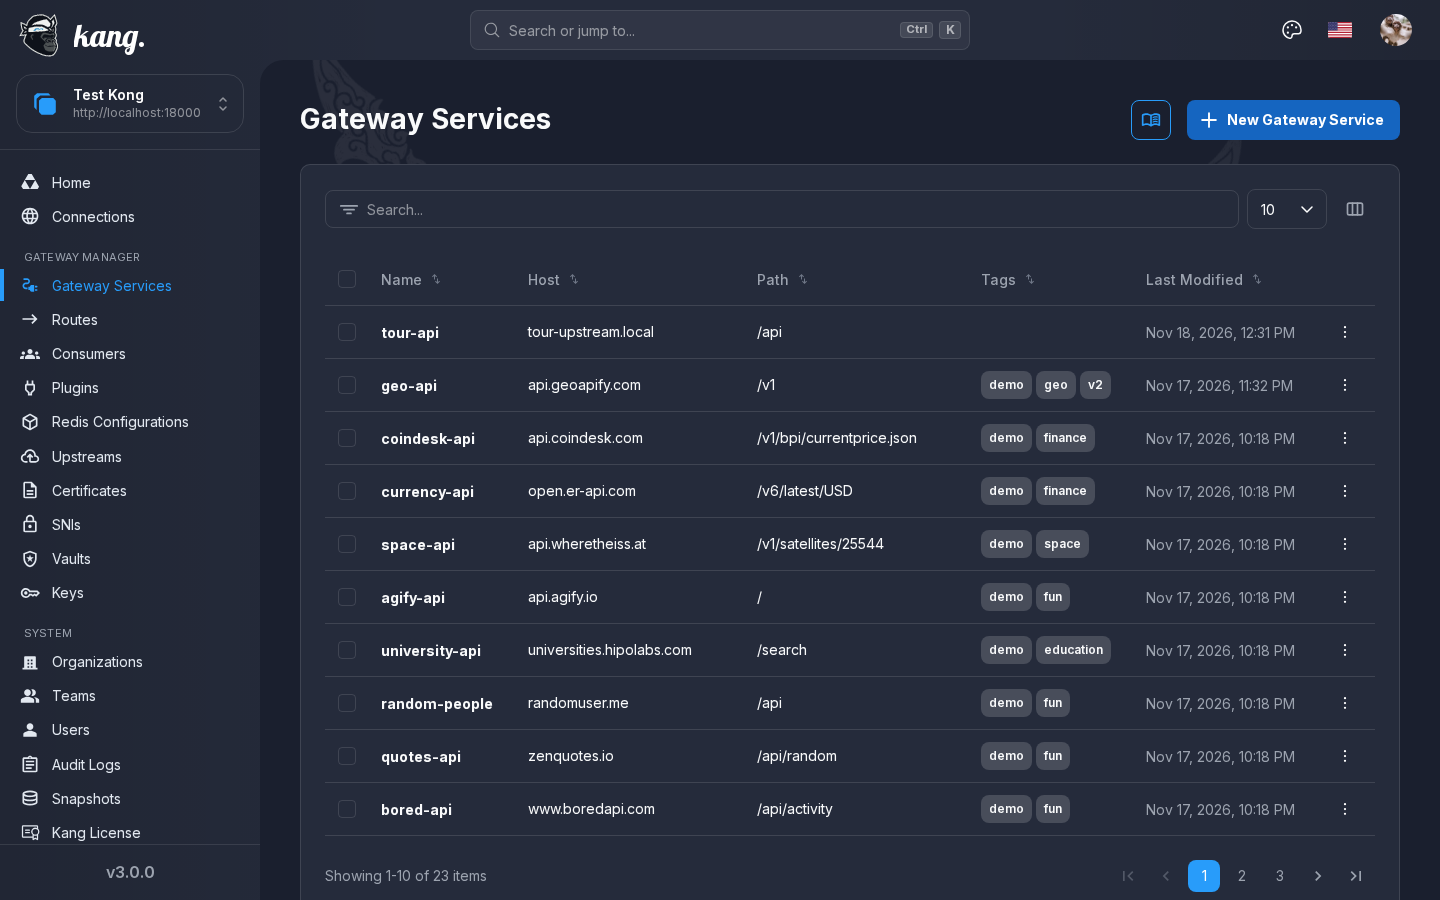 kang.
Search or jump to...
Ctrl K
Test Kong
http://localhost:18000
Home
Connections
GATEWAY MANAGER
Gateway Services
Routes
Consumers
Plugins
Redis Configurations
Upstreams
Certificates
SNIs
Vaults
Keys
SYSTEM
Organizations
Teams
Users
Audit Logs
Snapshots
Kang License
v3.0.0
Gateway Services
New Gateway Service
Search...
10
Name Host Path Tags Last Modified
tour-api tour-upstream.local /api Nov 18, 2026, 12:31 PM
geo-api api.geoapify.com /v1 demo geo v2 Nov 17, 2026, 11:32 PM
coindesk-api api.coindesk.com /v1/bpi/currentprice.json demo finance Nov 17, 2026, 10:18 PM
currency-api open.er-api.com /v6/latest/USD demo finance Nov 17, 2026, 10:18 PM
space-api api.wheretheiss.at /v1/satellites/25544 demo space Nov 17, 2026, 10:18 PM
agify-api api.agify.io / demo fun Nov 17, 2026, 10:18 PM
university-api universities.hipolabs.com /search demo education Nov 17, 2026, 10:18 PM
random-people randomuser.me /api demo fun Nov 17, 2026, 10:18 PM
quotes-api zenquotes.io /api/random demo fun Nov 17, 2026, 10:18 PM
bored-api www.boredapi.com /api/activity demo fun Nov 17, 2026, 10:18 PM
Showing 1-10 of 23 items
1 2 3